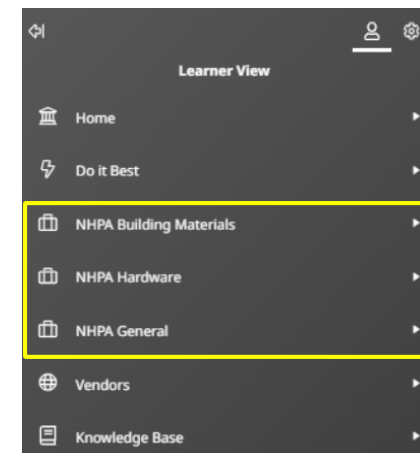 Learner View
Home
Do it Best
NHPA Building Materials
NHPA Hardware
NHPA General
Vendors
Knowledge Base